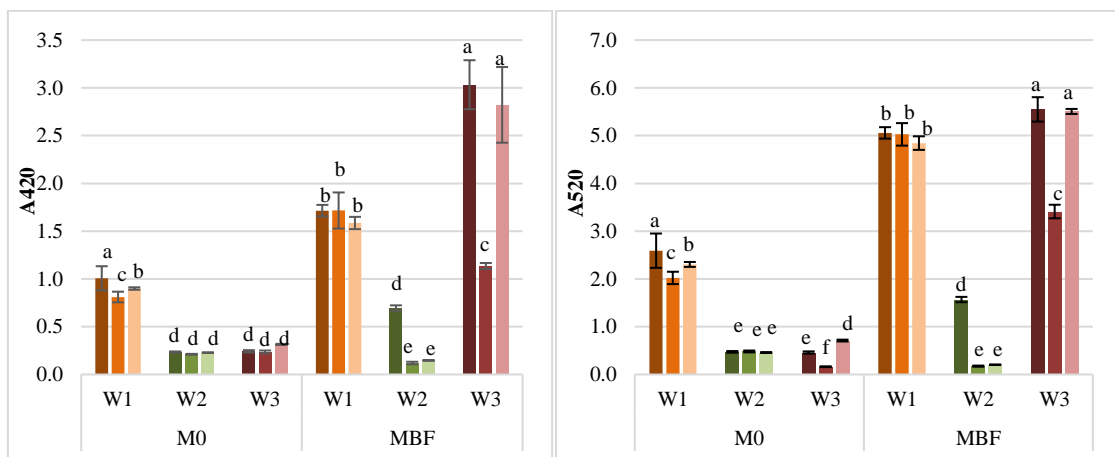 3.5
3.0
2.5
2.0
1.5
1.0
0.5
0.0
A420
a c b
d d d
d d d
b b b
d e e
a c a
W1 W2 W3 W1 W2 W3
M0 MBF
7.0
6.0
5.0
4.0
3.0
2.0
1.0
0.0
A520
a c b
e e e
e f d
b b b
d e e
a c a
W1 W2 W3 W1 W2 W3
M0 MBF